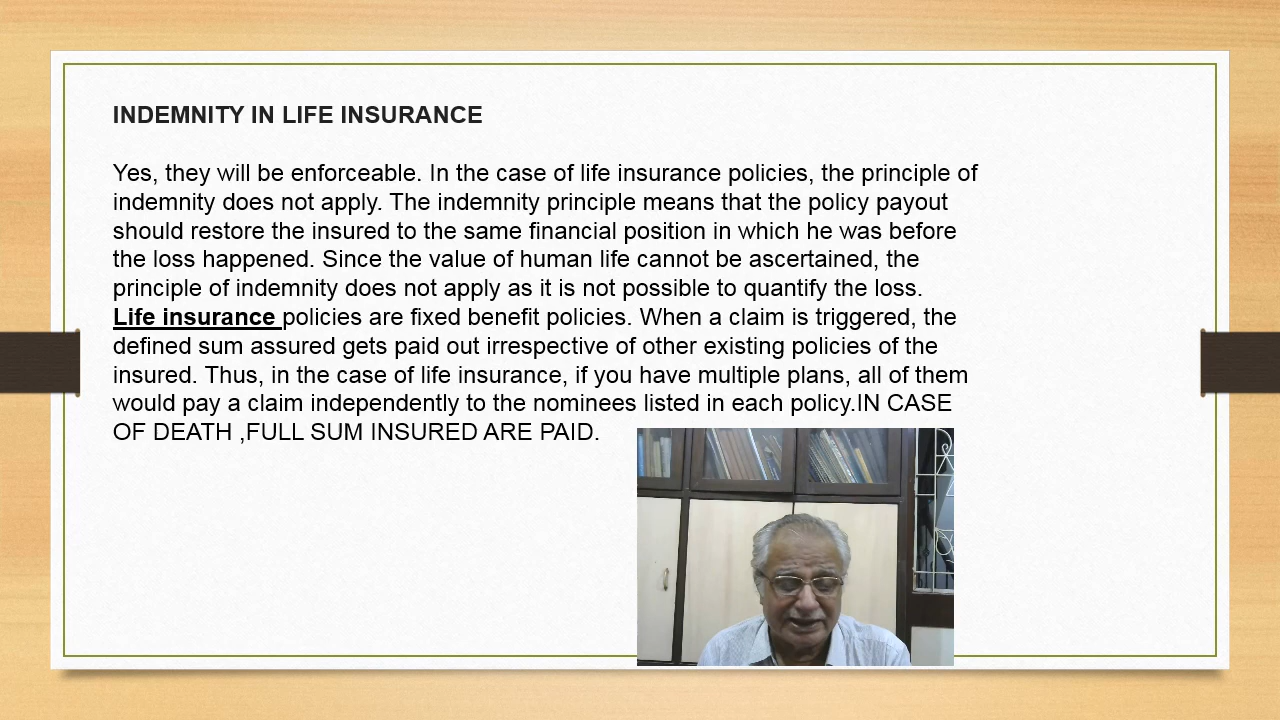 INDEMNITY IN LIFE INSURANCE
Yes, they will be enforceable. In the case of life insurance policies, the principle of
indemnity does not apply. The indemnity principle means that the policy payout
should restore the insured to the same financial position in which he was before
the loss happened. Since the value of human life cannot be ascertained, the
principle of indemnity does not apply as it is not possible to quantify the loss.
Life insurance policies are fixed benefit policies. When a claim is triggered, the
defined sum assured gets paid out irrespective of other existing policies of the
insured. Thus, in the case of life insurance, if you have multiple plans, all of them
would pay a claim independently to the nominees listed in each policy.IN CASE
OF DEATH ,FULL SUM INSURED ARE PAID.